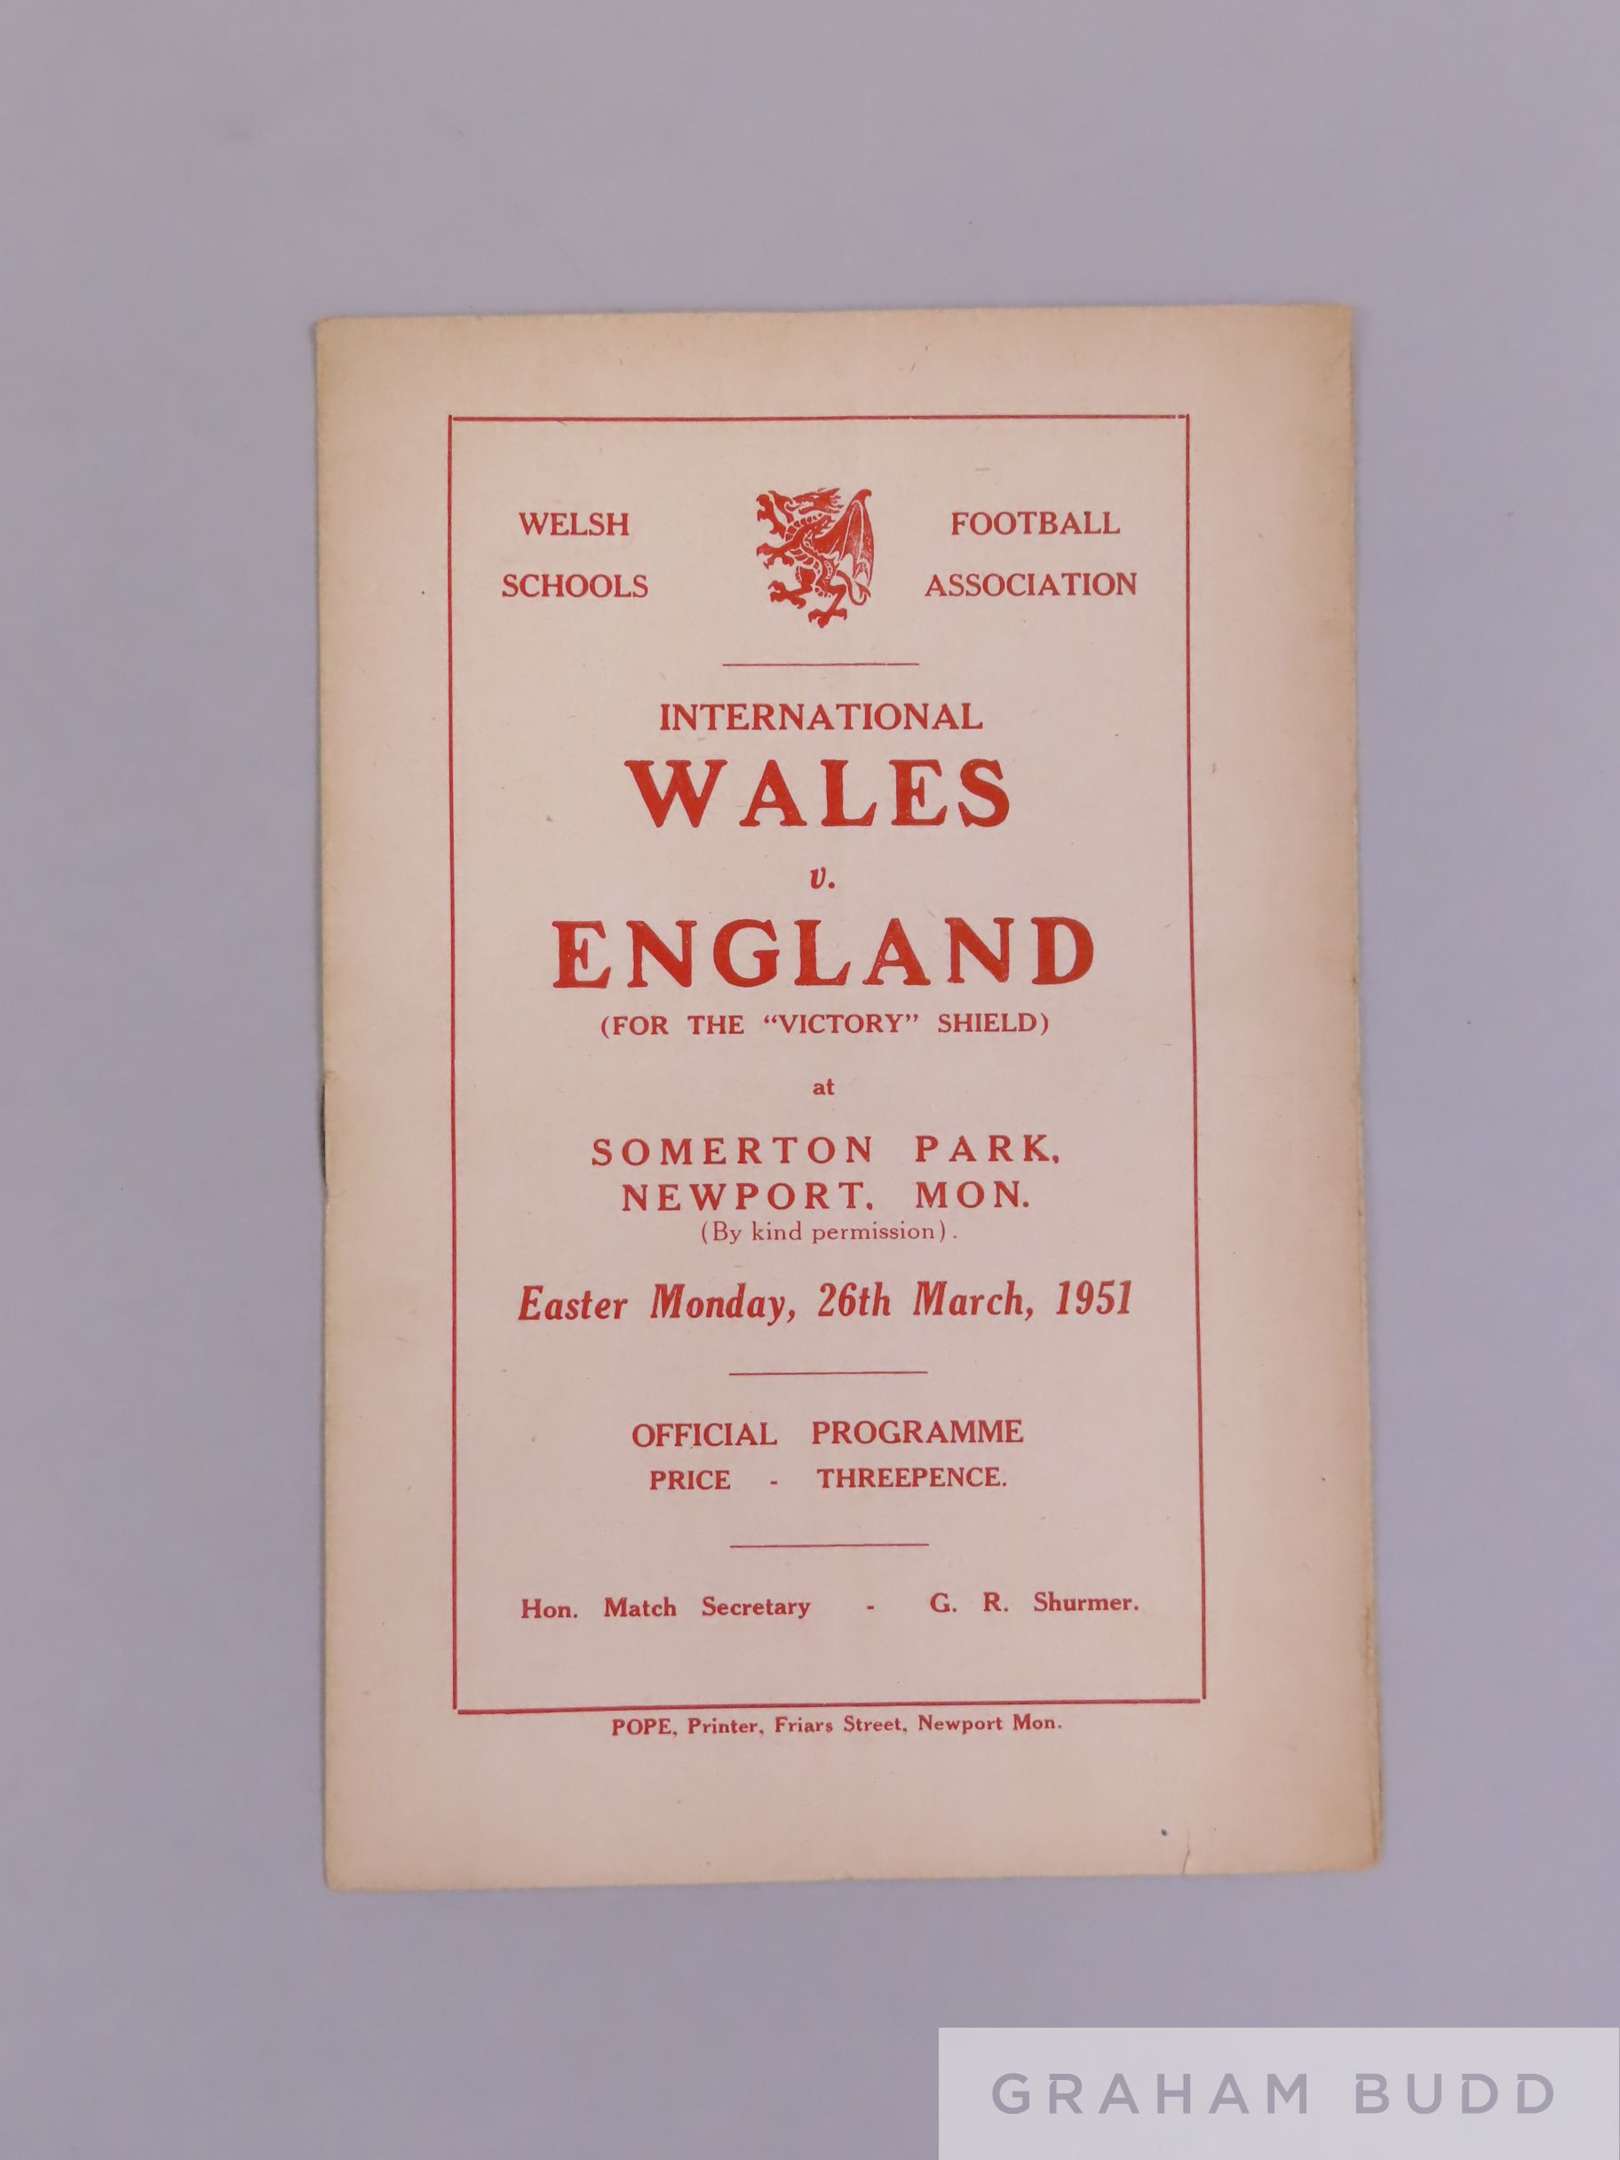 WELSH FOOTBALL
SCHOOLS ASSOCIATION
INTERNATIONAL
WALES
v.
ENGLAND
(FOR THE “VICTORY” SHIELD)
at
SOMERTON PARK,
NEWPORT, MON.
(By kind permission).
Easter Monday, 26th March, 1951
OFFICIAL PROGRAMME
PRICE - THREEPENCE.
Hon. Match Secretary - G. R. Shurmer.
POPE, Printer, Friars Street, Newport Mon.
GRAHAM BUDD